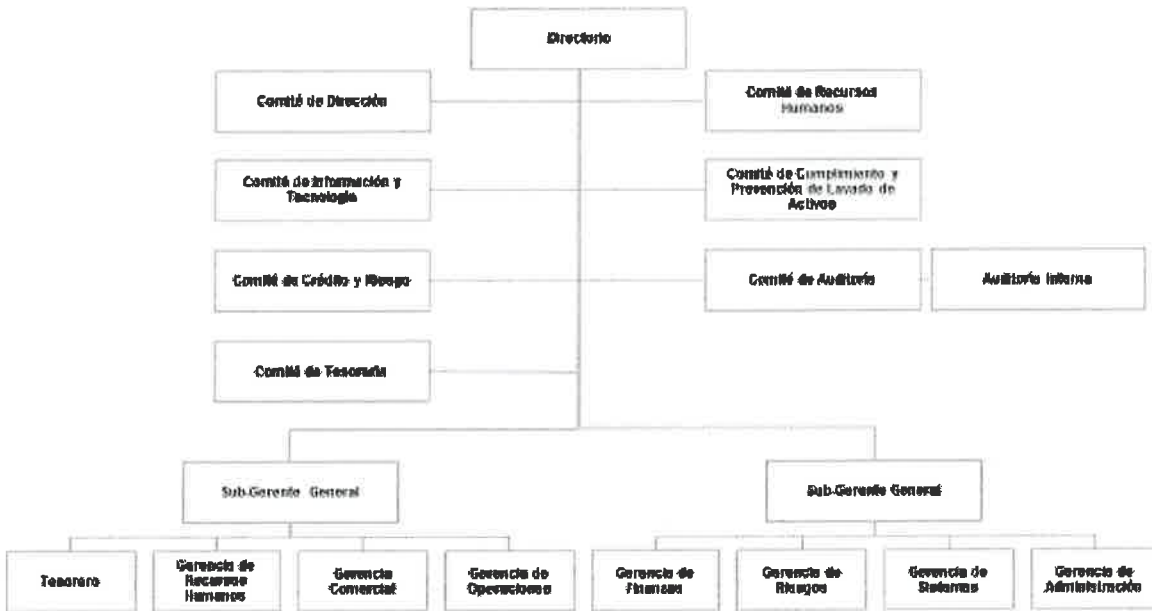 Directorio
Comité de Dirección
Comité de Recursos
Humanos
Comité de Información y
Tecnología
Comité de Cumplimiento y
Prevención de Lavado de
Activos
Comité de Crédito y Riesgo
Comité de Auditoría
Auditoría Interna
Comité de Tesorería
Sub-Gerente General
Sub-Gerente General
Tesorero
Gerencia de
Recursos
Humanos
Gerencia
Comercial
Gerencia de
Operaciones
Gerencia de
Finanzas
Gerencia de
Riesgos
Gerencia de
Sistemas
Gerencia de
Administración